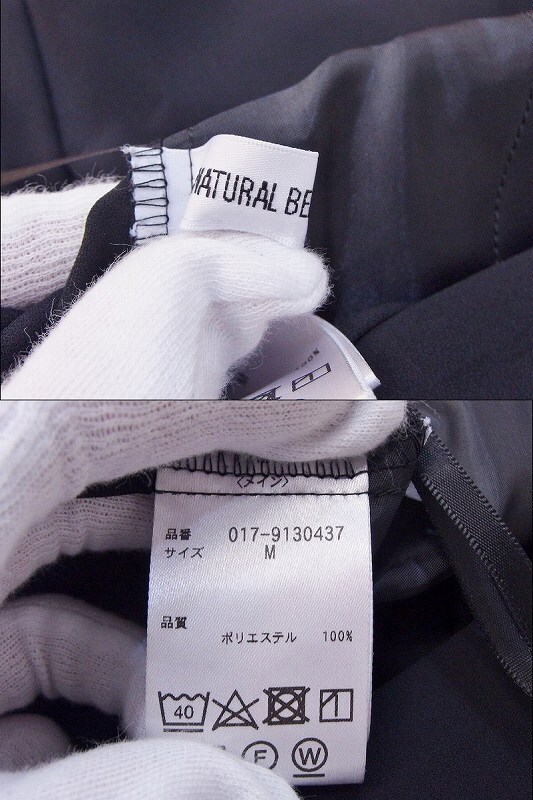 NATURAL BE
100%
〈メイン〉
品番 017-9130437
サイズ M
品質
ポリエステル 100%
40
F W